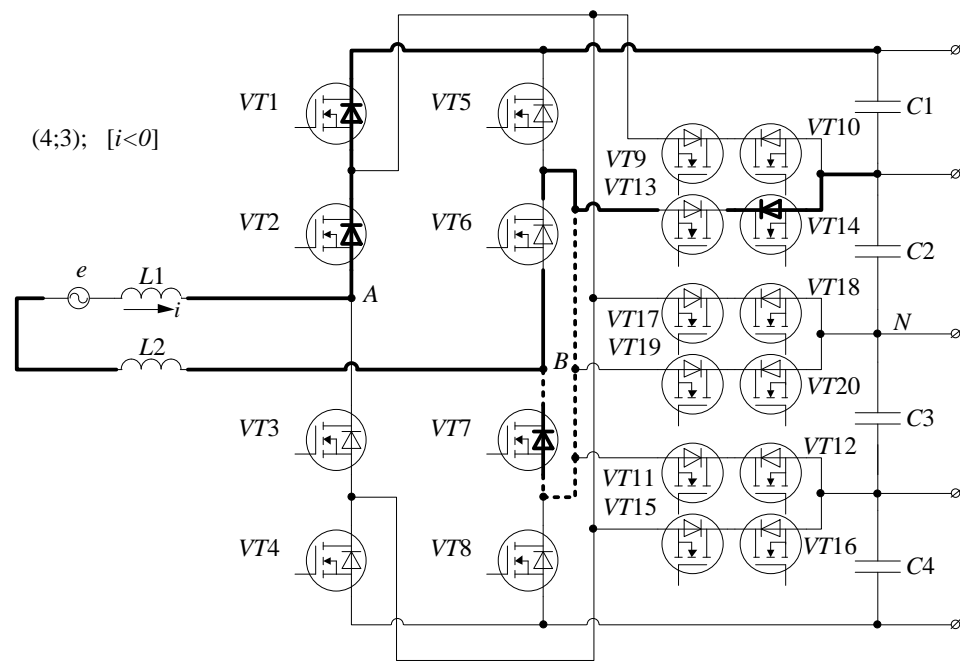 VT1
VT5
C1
(4;3); [i<0]
VT10
VT9
VT13
VT2
VT6
VT14
C2
e
L1
A
i
VT18
VT17
N
VT19
L2
B
VT20
VT3
VT7
C3
VT12
VT11
VT15
VT4
VT8
VT16
C4